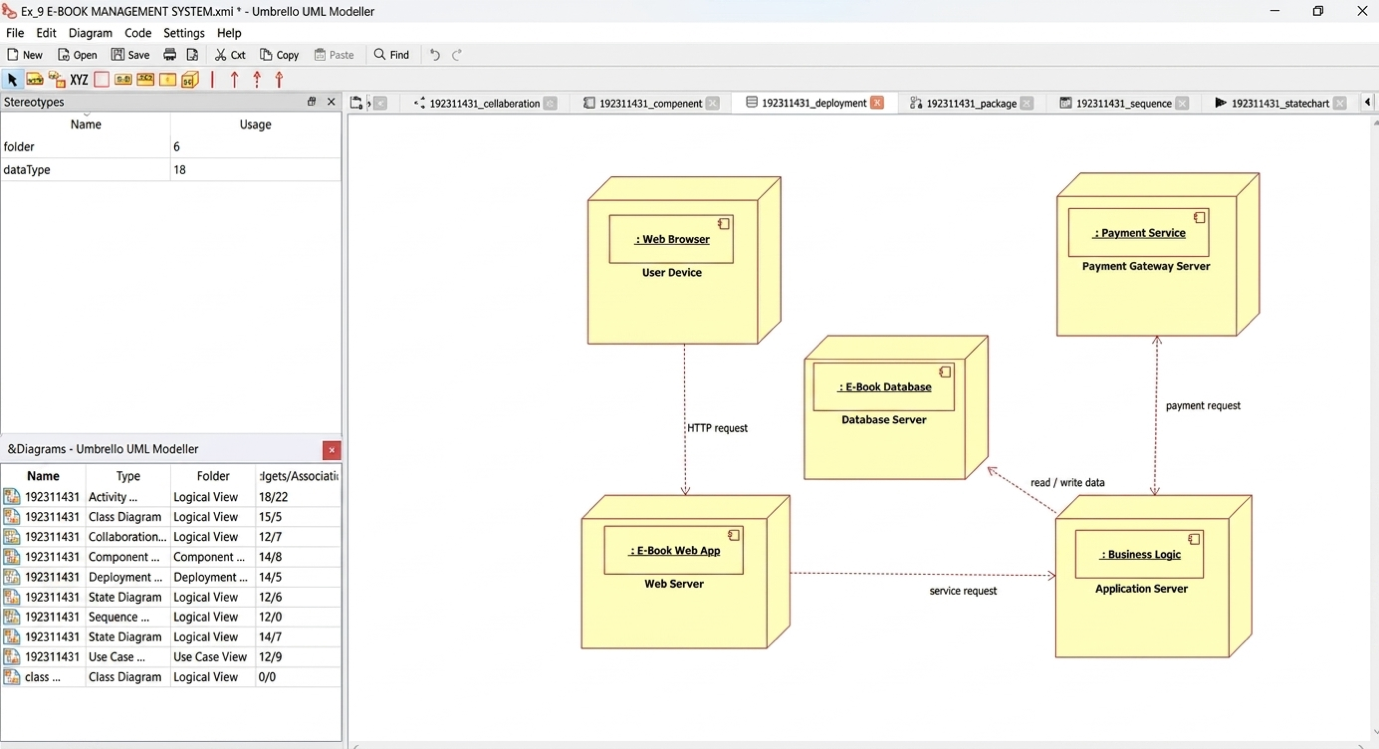 Ex_9 E-BOOK MANAGEMENT SYSTEM.xmi * - Umbrello UML Modeller
File Edit Diagram Code Settings Help
New Open Save Cxt Copy Paste Find
XYZ
Stereotypes
Name Usage
folder 6
dataType 18
&Diagrams - Umbrello UML Modeller
Name Type Folder :lgets/Associati
192311431 Activity ... Logical View 18/22
192311431 Class Diagram Logical View 15/5
192311431 Collaboration... Logical View 12/7
192311431 Component ... Component ... 14/8
192311431 Deployment ... Deployment ... 14/5
192311431 State Diagram Logical View 12/6
192311431 Sequence ... Logical View 12/0
192311431 State Diagram Logical View 14/7
192311431 Use Case ... Use Case View 12/9
class ... Class Diagram Logical View 0/0
192311431_collaboration 192311431_component 192311431_deployment 192311431_package 192311431_sequence 192311431_statechart
: Web Browser
User Device
: Payment Service
Payment Gateway Server
: E-Book Database
Database Server
HTTP request
payment request
read / write data
: E-Book Web App
Web Server
service request
: Business Logic
Application Server